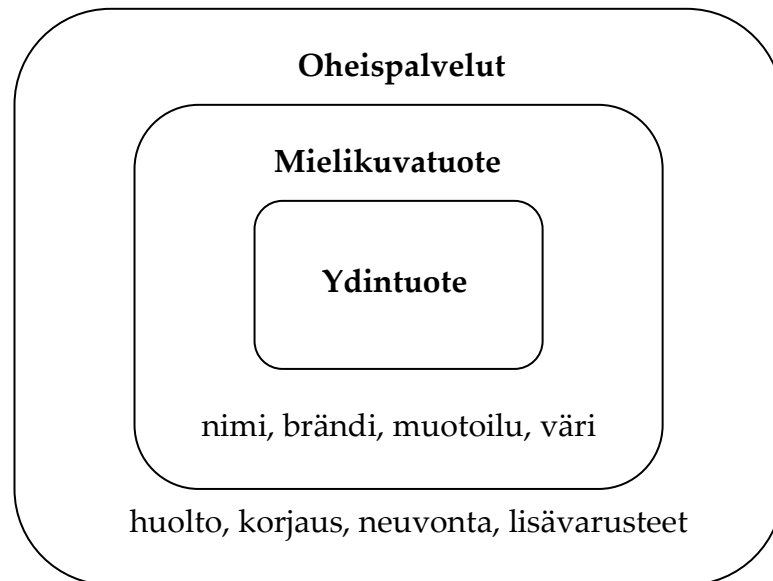 Oheispalvelut
Mielikuvatuote
Ydintuote
nimi, brändi, muotoilu, väri
huolto, korjaus, neuvonta, lisävarusteet